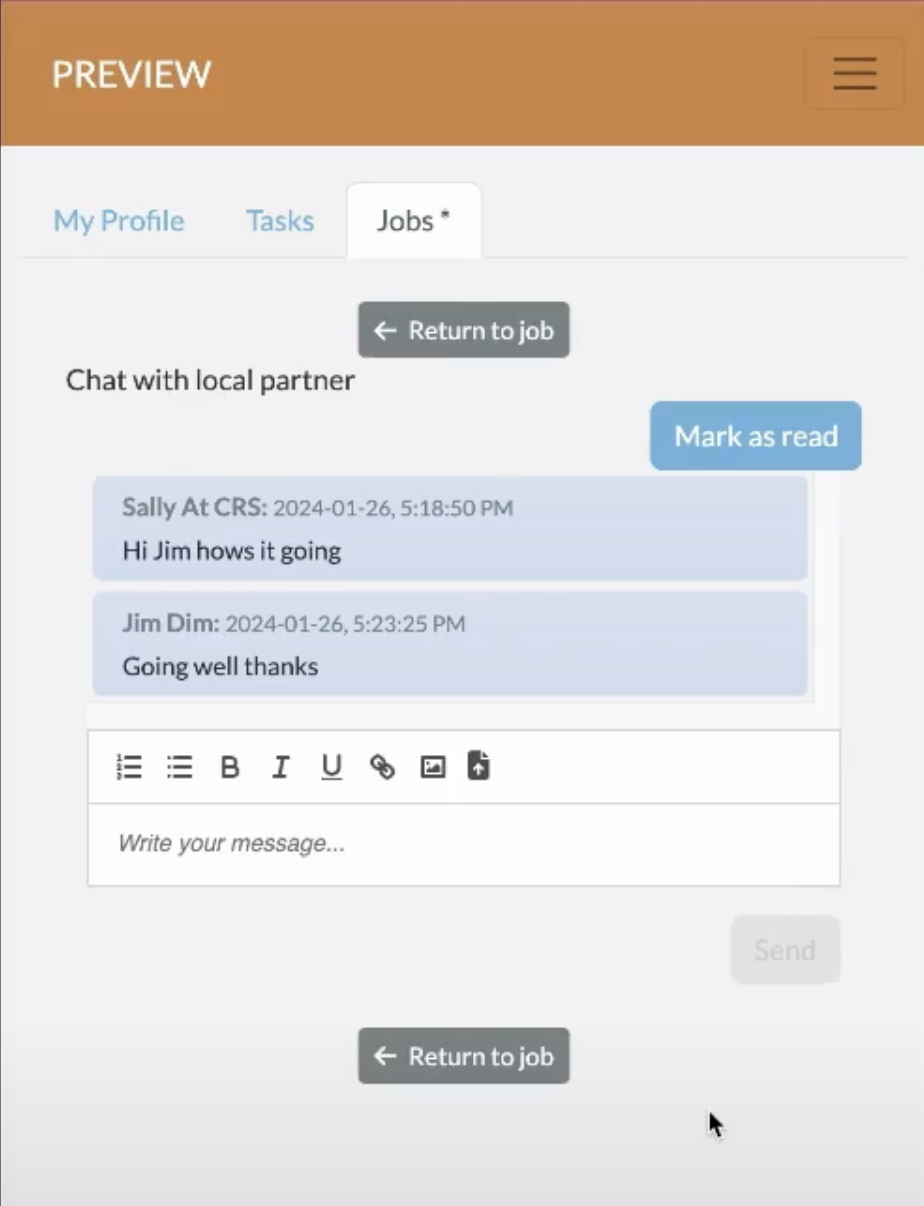 PREVIEW
My Profile Tasks Jobs *
← Return to job
Chat with local partner
Mark as read
Sally At CRS: 2024-01-26, 5:18:50 PM
Hi Jim hows it going
Jim Dim: 2024-01-26, 5:23:25 PM
Going well thanks
B I U
Write your message...
Send
← Return to job